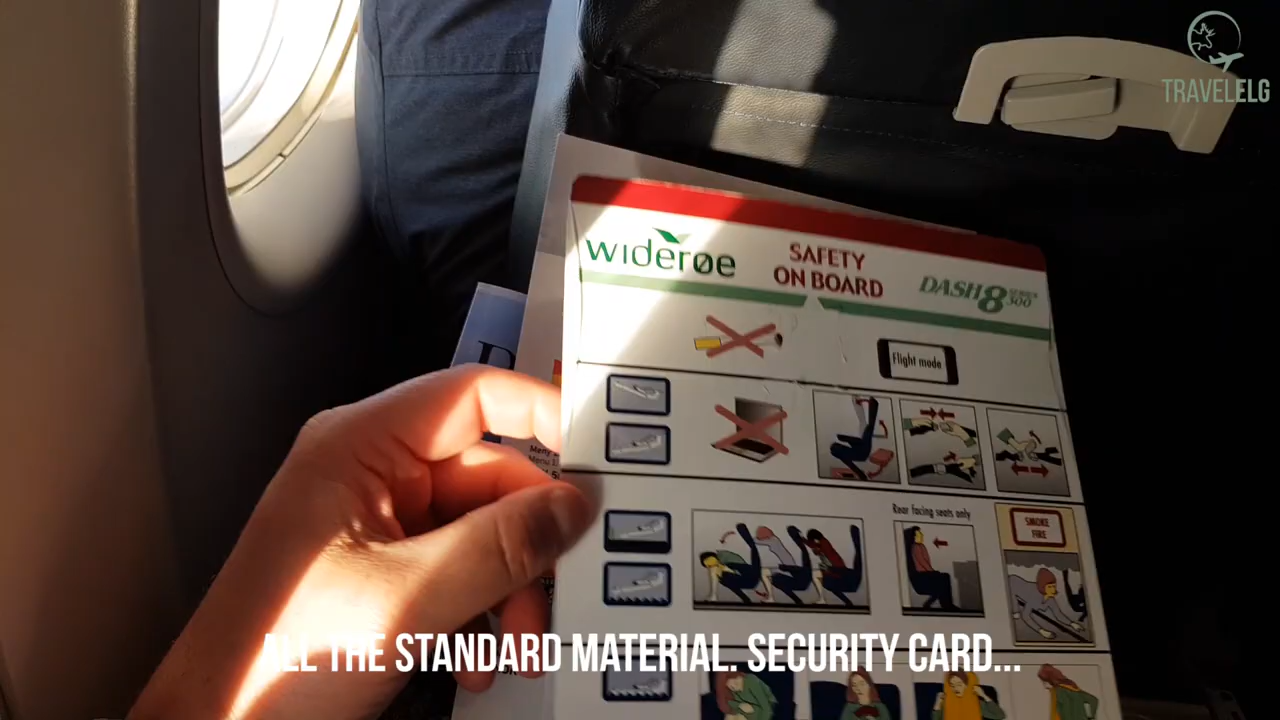 TRAVELELG
widerøe
SAFETY
ON BOARD
DASH 8 SERIES 300
Flight mode
Rear facing seats only
SMOKE
FIRE
ALL THE STANDARD MATERIAL. SECURITY CARD...